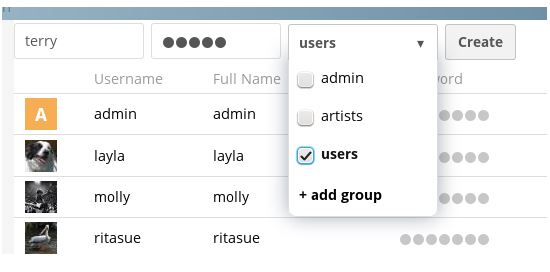 terry ●●●●● users ▼ Create
Username Full Name word
admin
A admin admin
artists
layla layla
users
molly molly
+ add group
ritasue ritasue